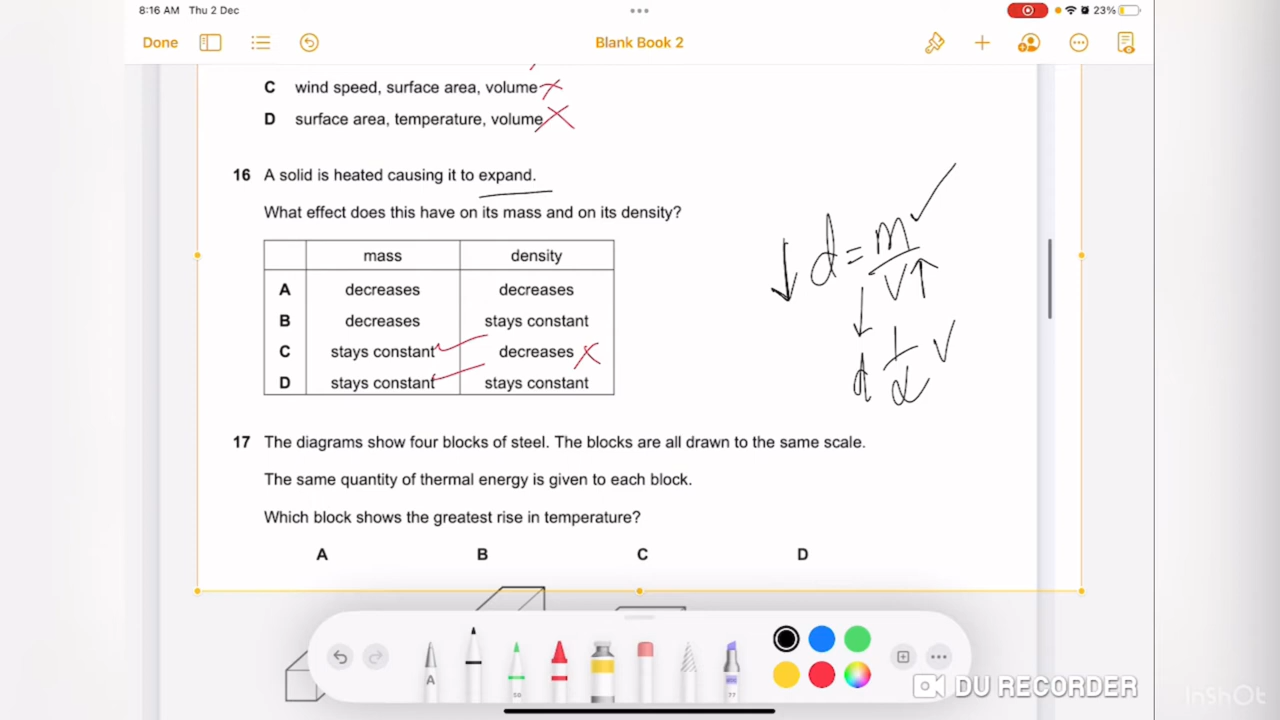 8:16 AM Thu 2 Dec
23%
Done
Blank Book 2
C wind speed, surface area, volume
D surface area, temperature, volume
16 A solid is heated causing it to expand.
What effect does this have on its mass and on its density?
mass density
A decreases decreases
B decreases stays constant
C stays constant decreases
D stays constant stays constant
d = m
V
d 1
α
17 The diagrams show four blocks of steel. The blocks are all drawn to the same scale.
The same quantity of thermal energy is given to each block.
Which block shows the greatest rise in temperature?
A B C D
A
50
77
DU RECORDER
InShOt